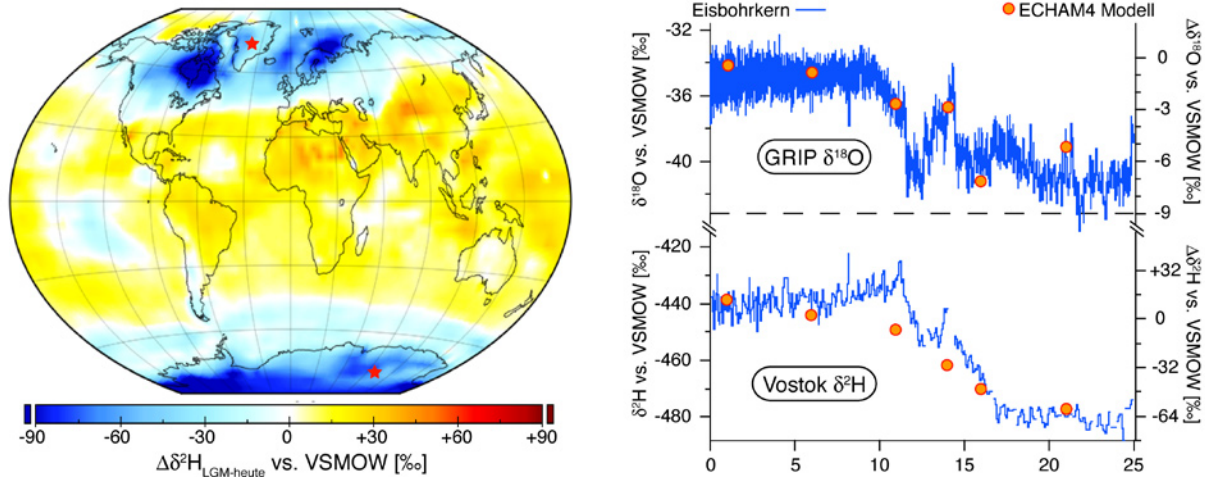 -90 -60 -30 0 +30 +60 +90
Δδ²H LGM-heute vs. VSMOW [‰]
Eisbohrkern
ECHAM4 Modell
-32
-36
-40
δ¹⁸O vs. VSMOW [‰]
GRIP δ¹⁸O
0
-3
-6
-9
Δδ¹⁸O vs. VSMOW [‰]
-420
-440
-460
-480
δ²H vs. VSMOW [‰]
Vostok δ²H
+32
0
-32
-64
Δδ²H vs. VSMOW [‰]
0 5 10 15 20 25